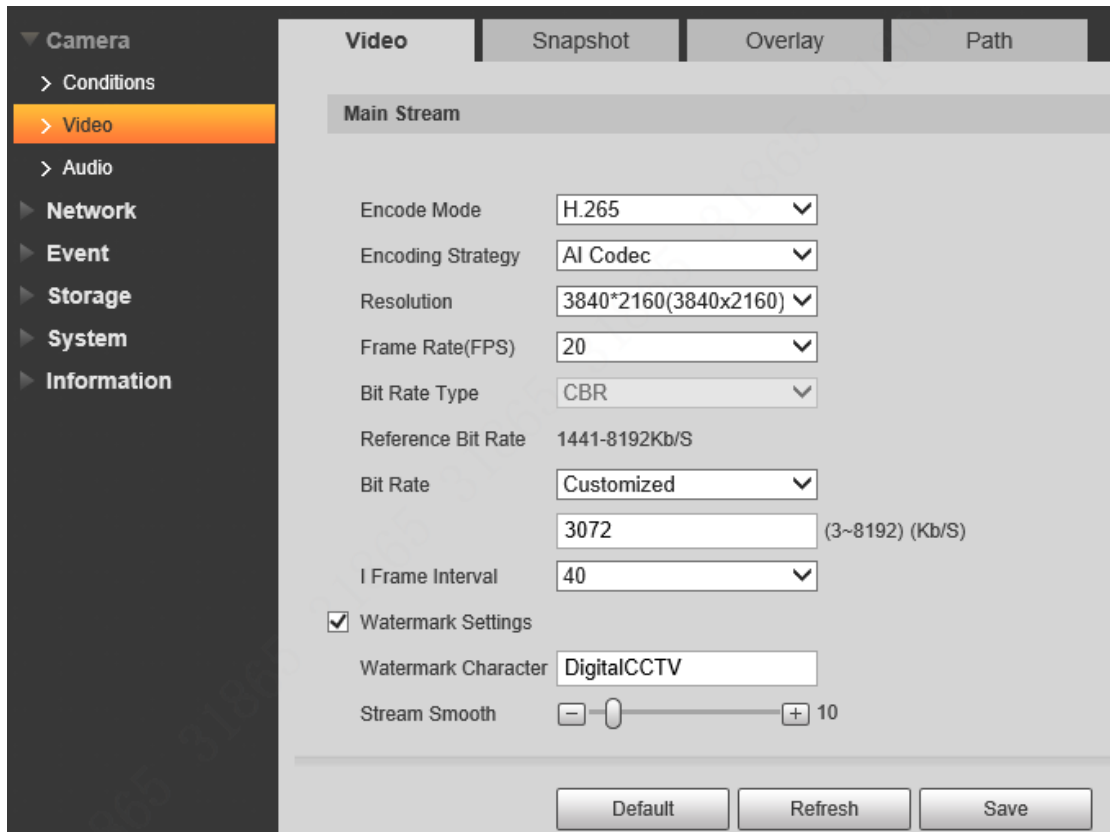 Camera
Conditions
Video
Audio
Network
Event
Storage
System
Information
Video Snapshot Overlay Path
Main Stream
Encode Mode H.265
Encoding Strategy AI Codec
Resolution 3840*2160(3840x2160)
Frame Rate(FPS) 20
Bit Rate Type CBR
Reference Bit Rate 1441-8192Kb/S
Bit Rate Customized
3072 (3~8192) (Kb/S)
I Frame Interval 40
Watermark Settings
Watermark Character DigitalCCTV
Stream Smooth 10
Default Refresh Save
31865 31865 31865